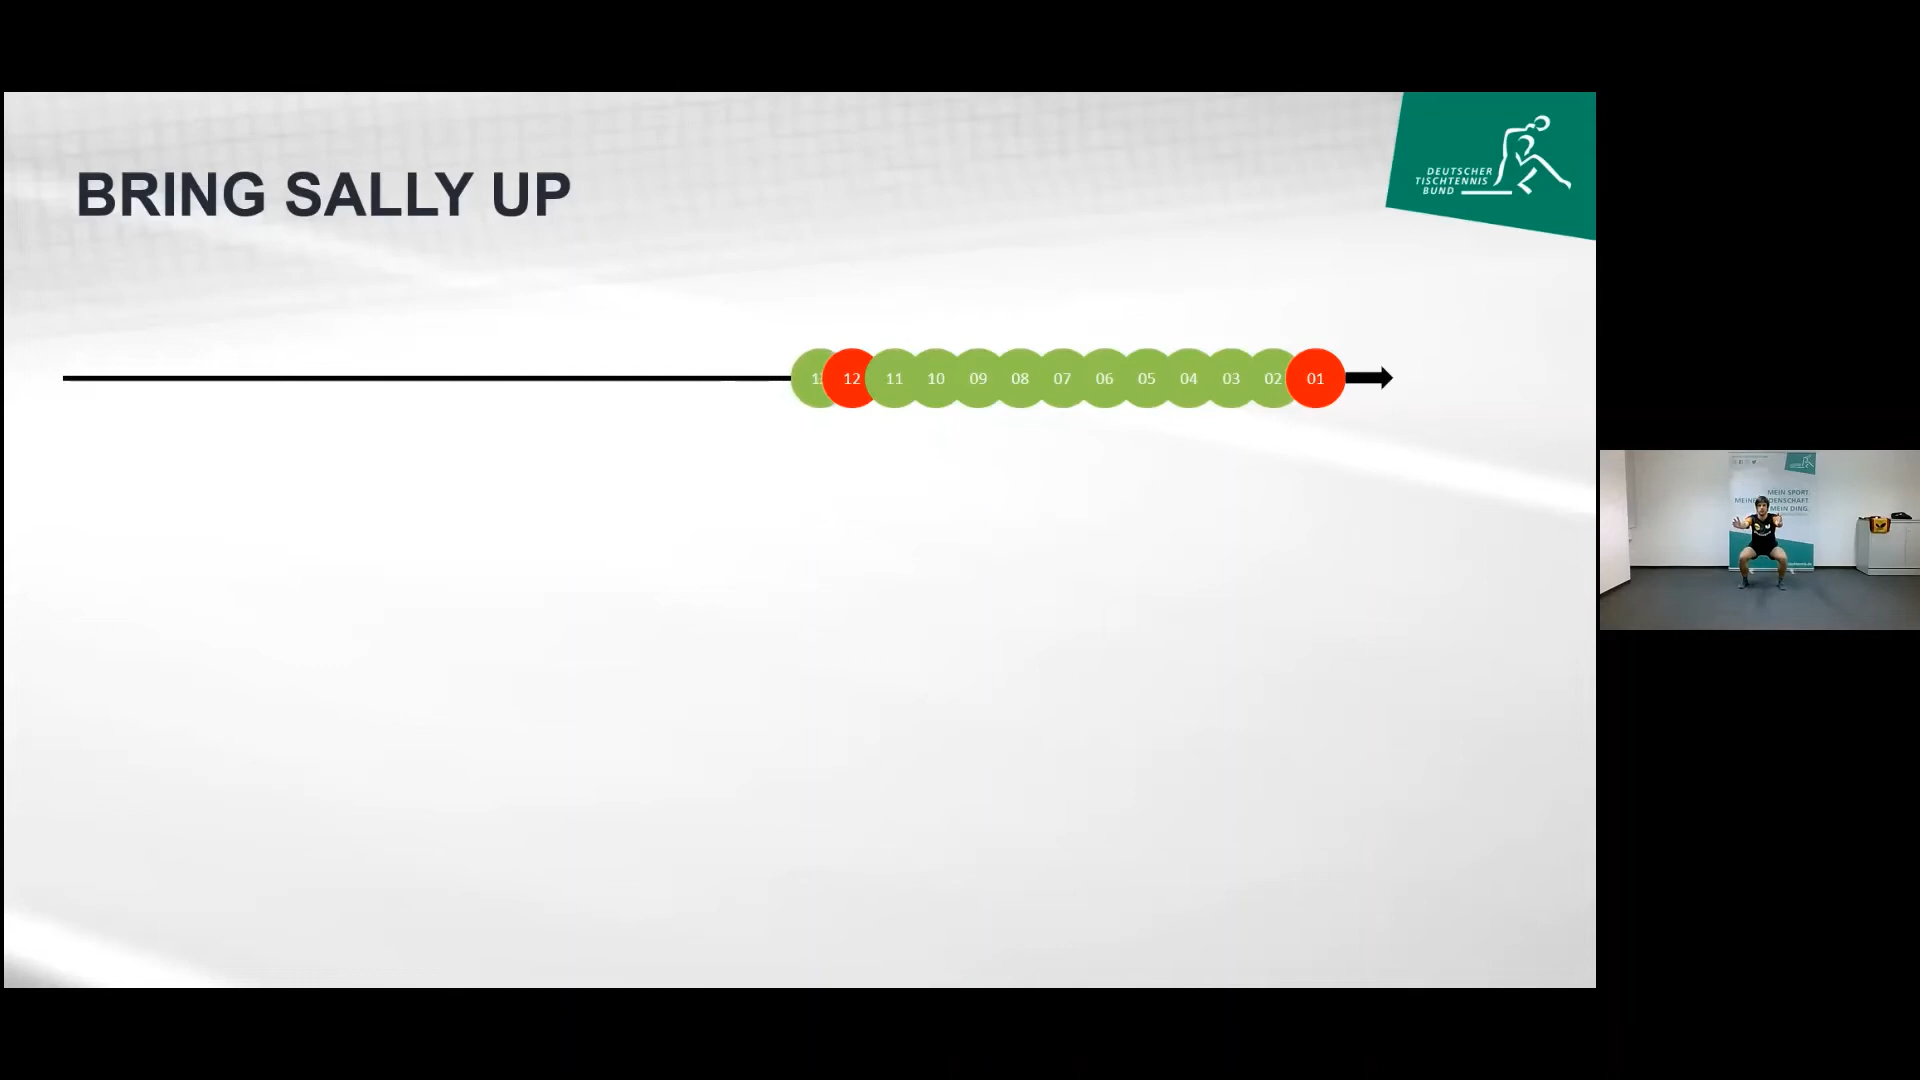 BRING SALLY UP
DEUTSCHER
TISCHTENNIS
BUND
12 11 10 09 08 07 06 05 04 03 02 01
MEIN SPORT.
MEIN DING.